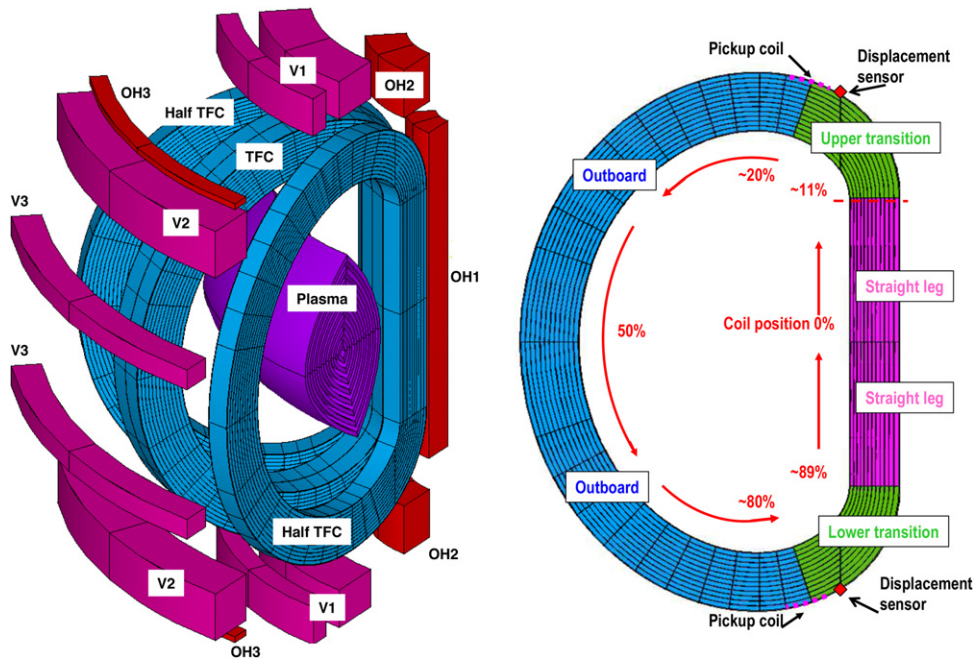 V1
OH2
OH3
Half TFC
TFC
V3
V2
OH1
Plasma
V3
Half TFC
OH2
V2
V1
OH3
Pickup coil
Displacement
sensor
Upper transition
~20%
Outboard
~11%
Straight leg
50%
Coil position 0%
Straight leg
~89%
Outboard
~80%
Lower transition
Displacement
sensor
Pickup coil